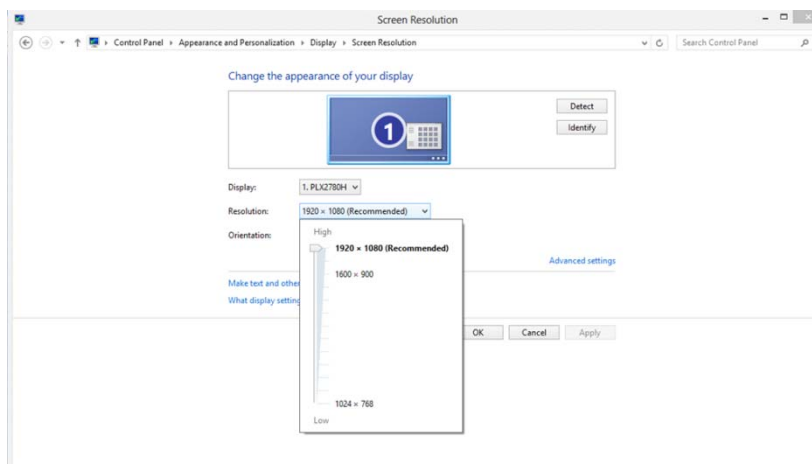 Screen Resolution
Control Panel Appearance and Personalization Display Screen Resolution
Search Control Panel
Change the appearance of your display
1
Detect
Identify
Display: 1. PLX2780H
Resolution: 1920 × 1080 (Recommended)
Orientation:
High
1920 × 1080 (Recommended)
1600 × 900
Advanced settings
Make text and other
What display setting
OK Cancel Apply
1024 × 768
Low